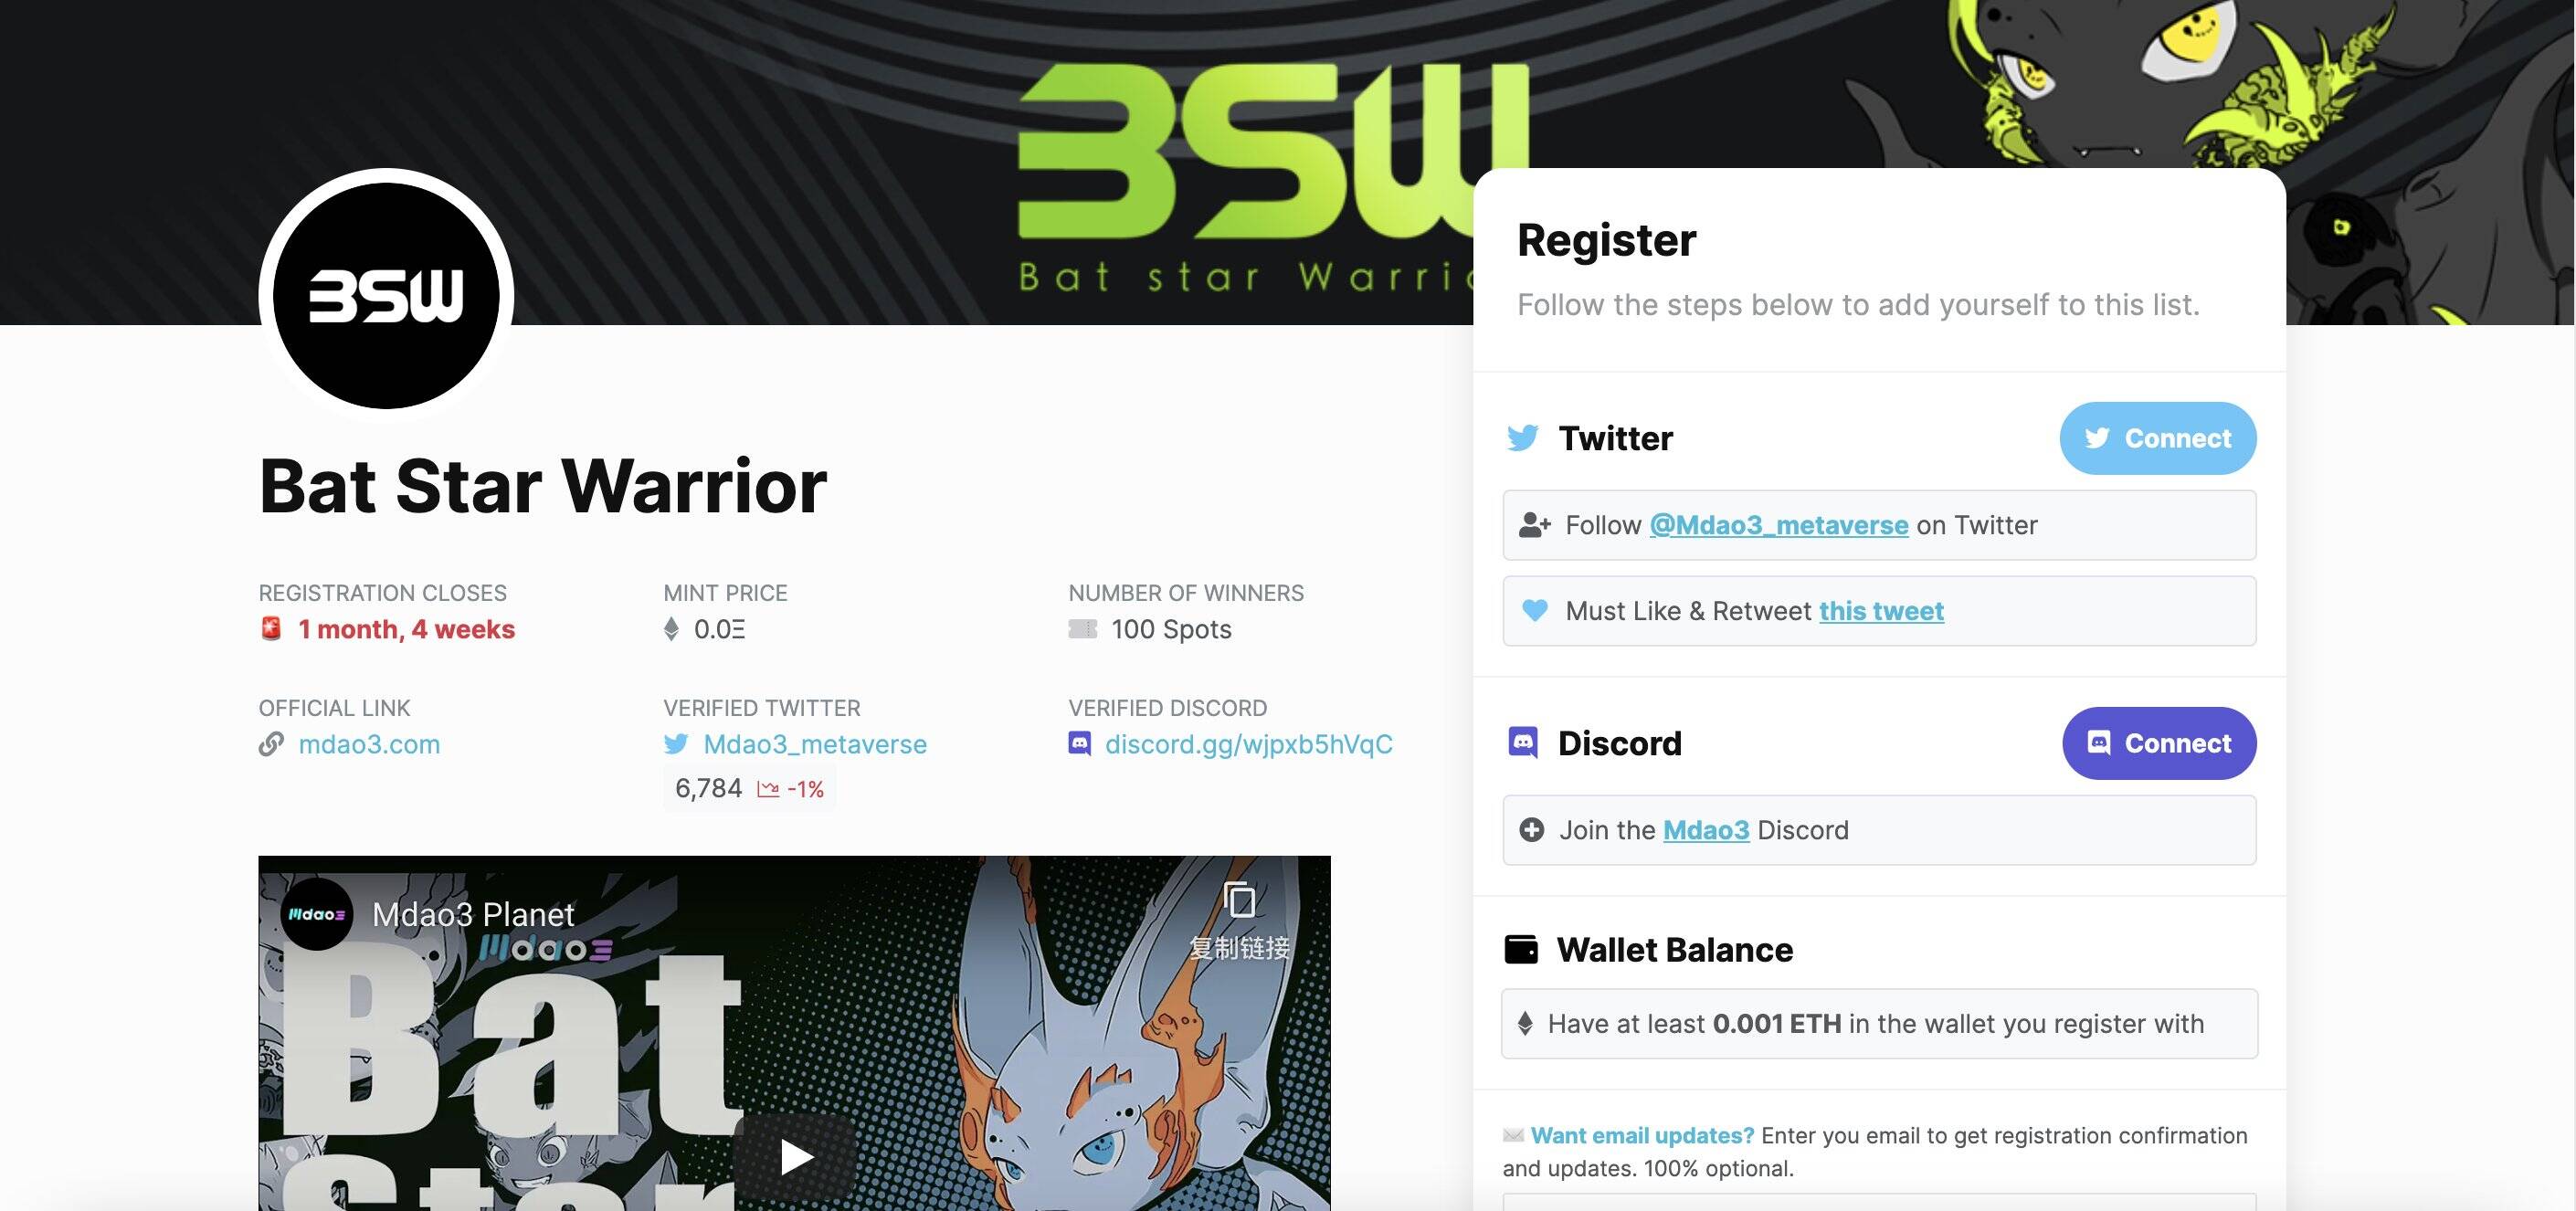 BSW
Bat star Warrio
BSW
Bat Star Warrior
REGISTRATION CLOSES
1 month, 4 weeks
MINT PRICE
0.0Ξ
NUMBER OF WINNERS
100 Spots
OFFICIAL LINK
mdao3.com
VERIFIED TWITTER
Mdao3_metaverse
6,784 -1%
VERIFIED DISCORD
discord.gg/wjpxb5hVqC
Mdao3
Mdao3 Planet
复制链接
Mdao3
Bat
Star
Register
Follow the steps below to add yourself to this list.
Twitter
Connect
Follow @Mdao3_metaverse on Twitter
Must Like & Retweet this tweet
Discord
Connect
Join the Mdao3 Discord
Wallet Balance
Have at least 0.001 ETH in the wallet you register with
Want email updates? Enter you email to get registration confirmation
and updates. 100% optional.